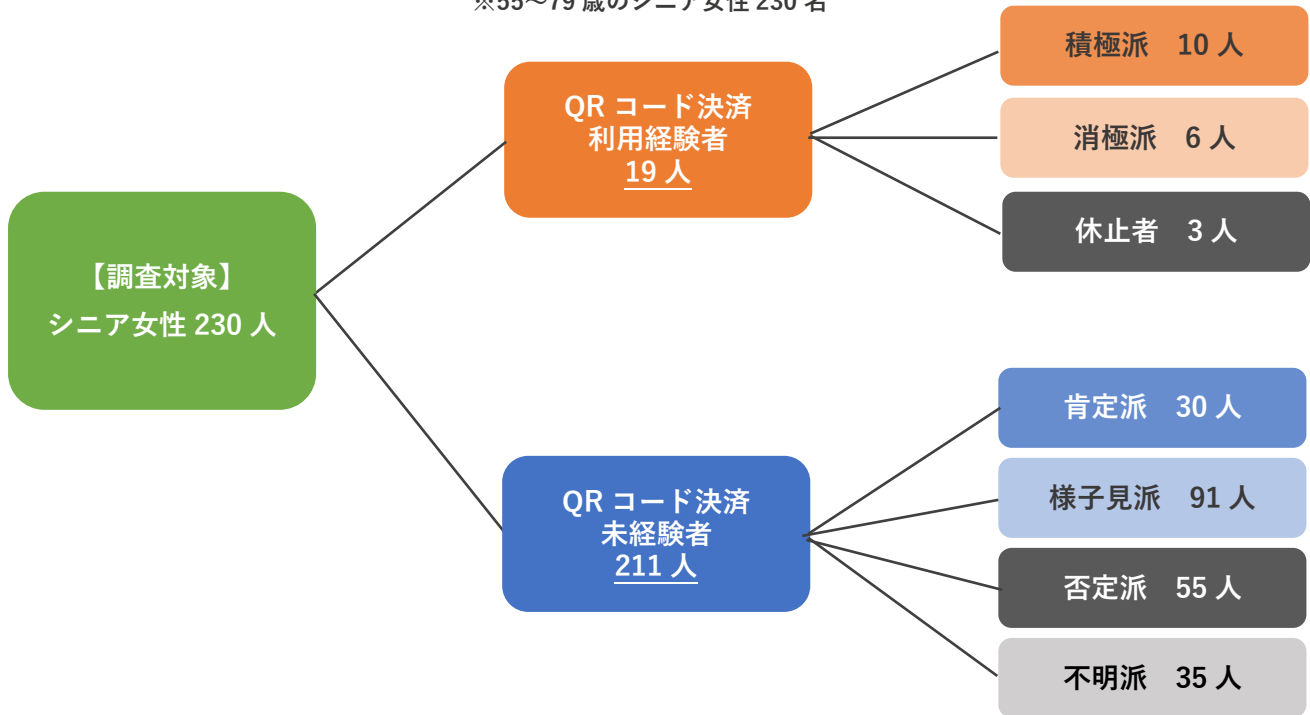 ※55～79 歳のシニア女性 230 名
【調査対象】
シニア女性 230 人
QR コード決済
利用経験者
19 人
積極派　10 人
消極派　6 人
休止者　3 人
QR コード決済
未経験者
211 人
肯定派　30 人
様子見派　91 人
否定派　55 人
不明派　35 人